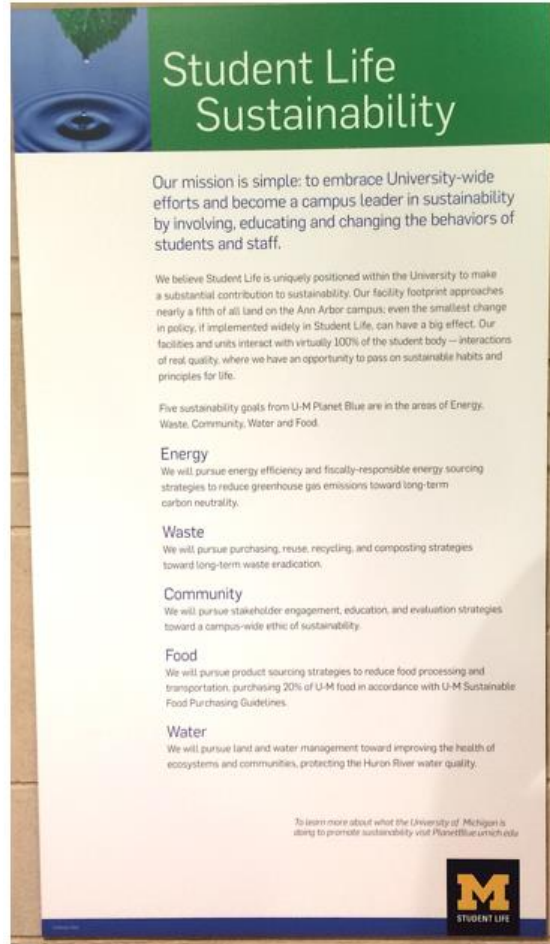 Student Life
Sustainability
Our mission is simple: to embrace University-wide
efforts and become a campus leader in sustainability
by involving, educating and changing the behaviors of
students and staff.
We believe Student Life is uniquely positioned within the University to make
a substantial contribution to sustainability. Our facility footprint approaches
nearly a fifth of all land on the Ann Arbor campus; even the smallest change
in policy, if implemented widely in Student Life, can have a big effect. Our
facilities and units interact with virtually 100% of the student body — interactions
of real quality, where we have an opportunity to pass on sustainable habits and
principles for life.
Five sustainability goals from U-M Planet Blue are in the areas of Energy,
Waste, Community, Water and Food.
Energy
We will pursue energy efficiency and fiscally-responsible energy sourcing
strategies to reduce greenhouse gas emissions toward long-term
carbon neutrality.
Waste
We will pursue purchasing, reuse, recycling, and composting strategies
toward long-term waste eradication.
Community
We will pursue stakeholder engagement, education, and evaluation strategies
toward a campus-wide ethic of sustainability.
Food
We will pursue product sourcing strategies to reduce food processing and
transportation, purchasing 20% of U-M food in accordance with U-M Sustainable
Food Purchasing Guidelines.
Water
We will pursue land and water management toward improving the health of
ecosystems and communities, protecting the Huron River water quality.
To learn more about what the University of Michigan is
doing to promote sustainability visit PlanetBlue.umich.edu
M
STUDENT LIFE